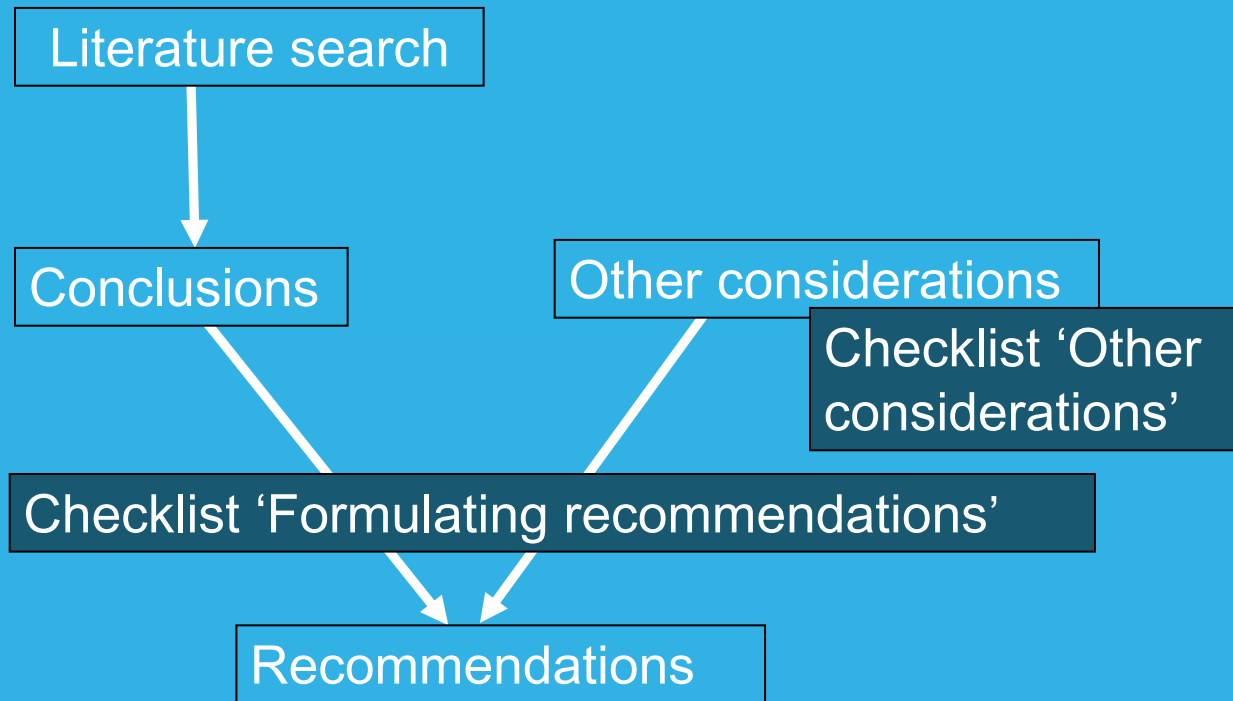 Literature search
Conclusions
Other considerations
Checklist ‘Other
considerations’
Checklist ‘Formulating recommendations’
Recommendations